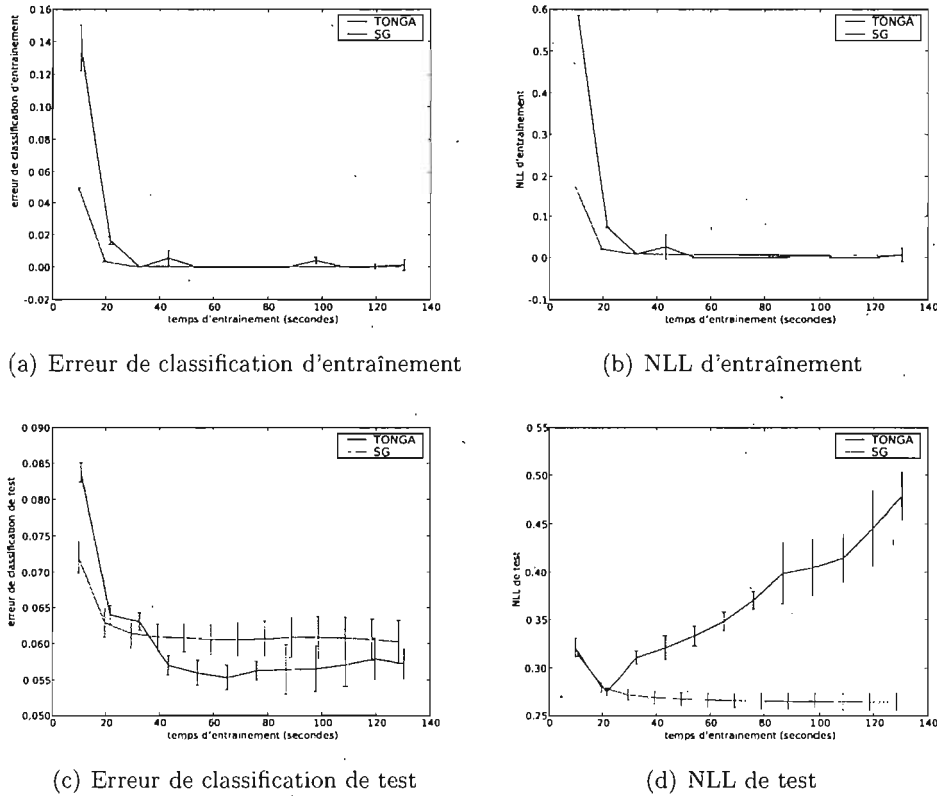 0.16
0.14
0.12
0.10
0.08
0.06
0.04
0.02
0.00
-0.02
erreur de classification d'entrainement
TONGA
SG
0 20 40 60 80 100 120 140
temps d'entrainement (secondes)
(a) Erreur de classification d'entraînement
0.6
0.5
0.4
0.3
0.2
0.1
0.0
-0.1
NLL d'entrainement
TONGA
SG
0 20 40 60 80 100 120 140
temps d'entrainement (secondes)
(b) NLL d'entraînement
0.090
0.085
0.080
0.075
0.070
0.065
0.060
0.055
0.050
erreur de classification de test
TONGA
SG
0 20 40 60 80 100 120 140
temps d'entrainement (secondes)
(c) Erreur de classification de test
0.55
0.50
0.45
0.40
0.35
0.30
0.25
NLL de test
TONGA
SG
0 20 40 60 80 100 120 140
temps d'entrainement (secondes)
(d) NLL de test